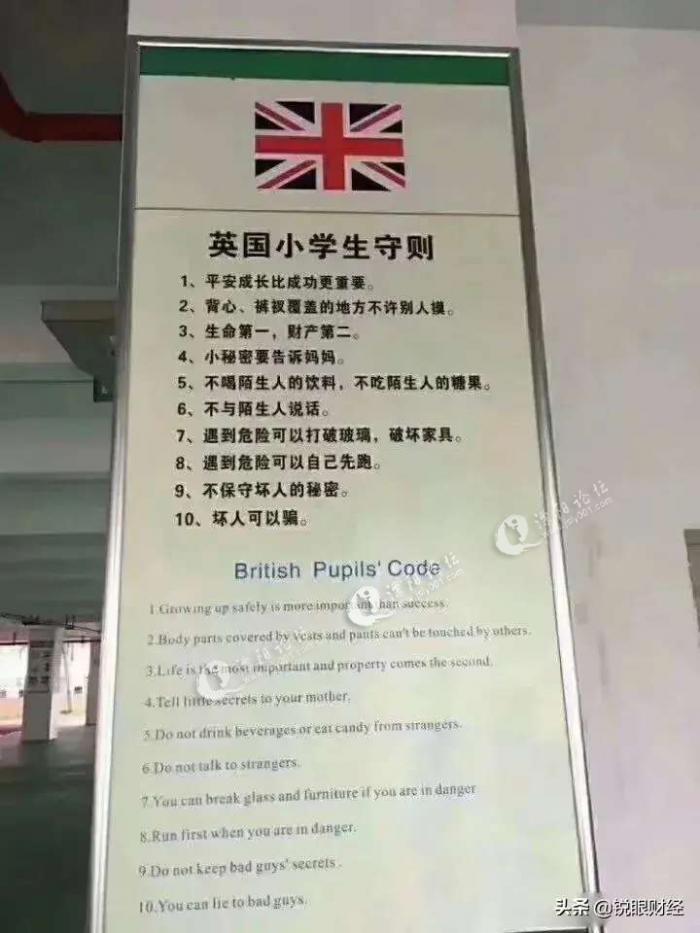 英国小学生守则
1、平安成长比成功更重要。
2、背心、裤衩覆盖的地方不许别人摸。
3、生命第一，财产第二。
4、小秘密要告诉妈妈。
5、不喝陌生人的饮料，不吃陌生人的糖果。
6、不与陌生人说话。
7、遇到危险可以打破玻璃，破坏家具。
8、遇到危险可以自己先跑。
9、不保守坏人的秘密。
10、坏人可以骗。
British Pupils' Code
1.Growing up safely is more important than success.
2.Body parts covered by vests and pants can't be touched by others.
3.Life is the most important and property comes the second.
4.Tell little secrets to your mother.
5.Do not drink beverages or eat candy from strangers.
6.Do not talk to strangers.
7.You can break glass and furniture if you are in danger
8.Run first when you are in danger.
9.Do not keep bad guys' secrets .
10.You can lie to bad guys.
溧阳论坛
溧阳论坛
头条 @锐眼财经